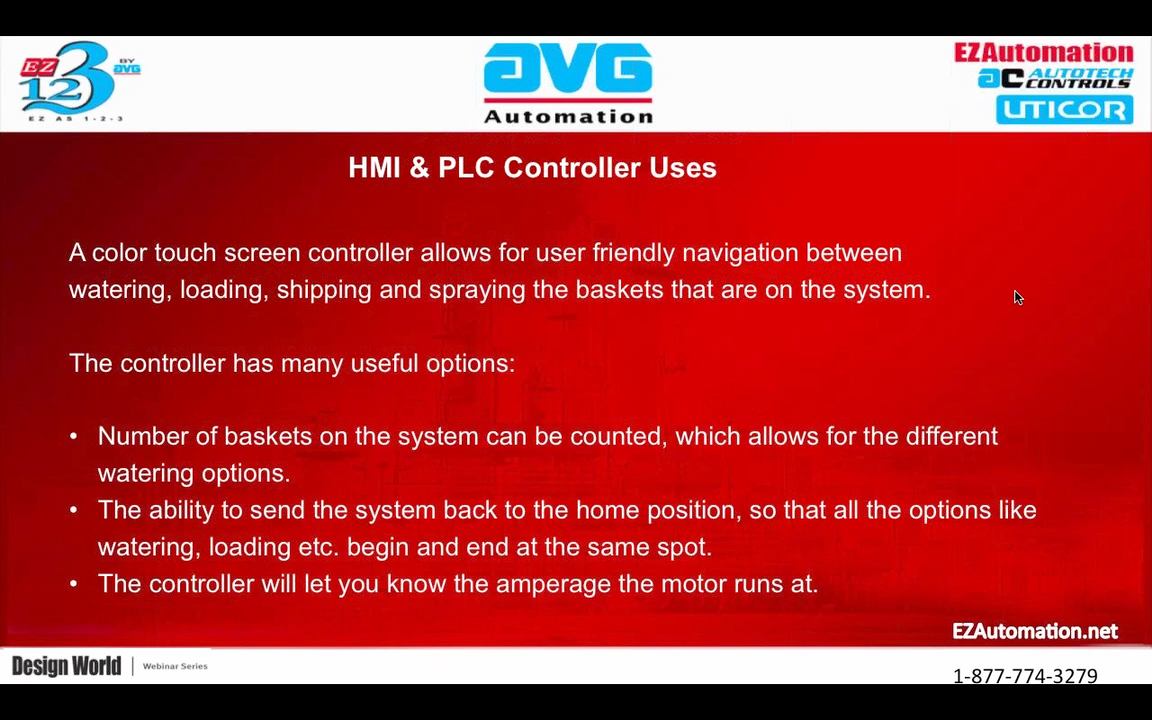 EZ 3 BY AVG
12
EZ AS 1-2-3
AVG
Automation
EZAutomation
AC AUTOTECH CONTROLS
UTICOR
HMI & PLC Controller Uses
A color touch screen controller allows for user friendly navigation between
watering, loading, shipping and spraying the baskets that are on the system.
The controller has many useful options:
• Number of baskets on the system can be counted, which allows for the different
watering options.
• The ability to send the system back to the home position, so that all the options like
watering, loading etc. begin and end at the same spot.
• The controller will let you know the amperage the motor runs at.
EZAutomation.net
Design World | Webinar Series
1-877-774-3279